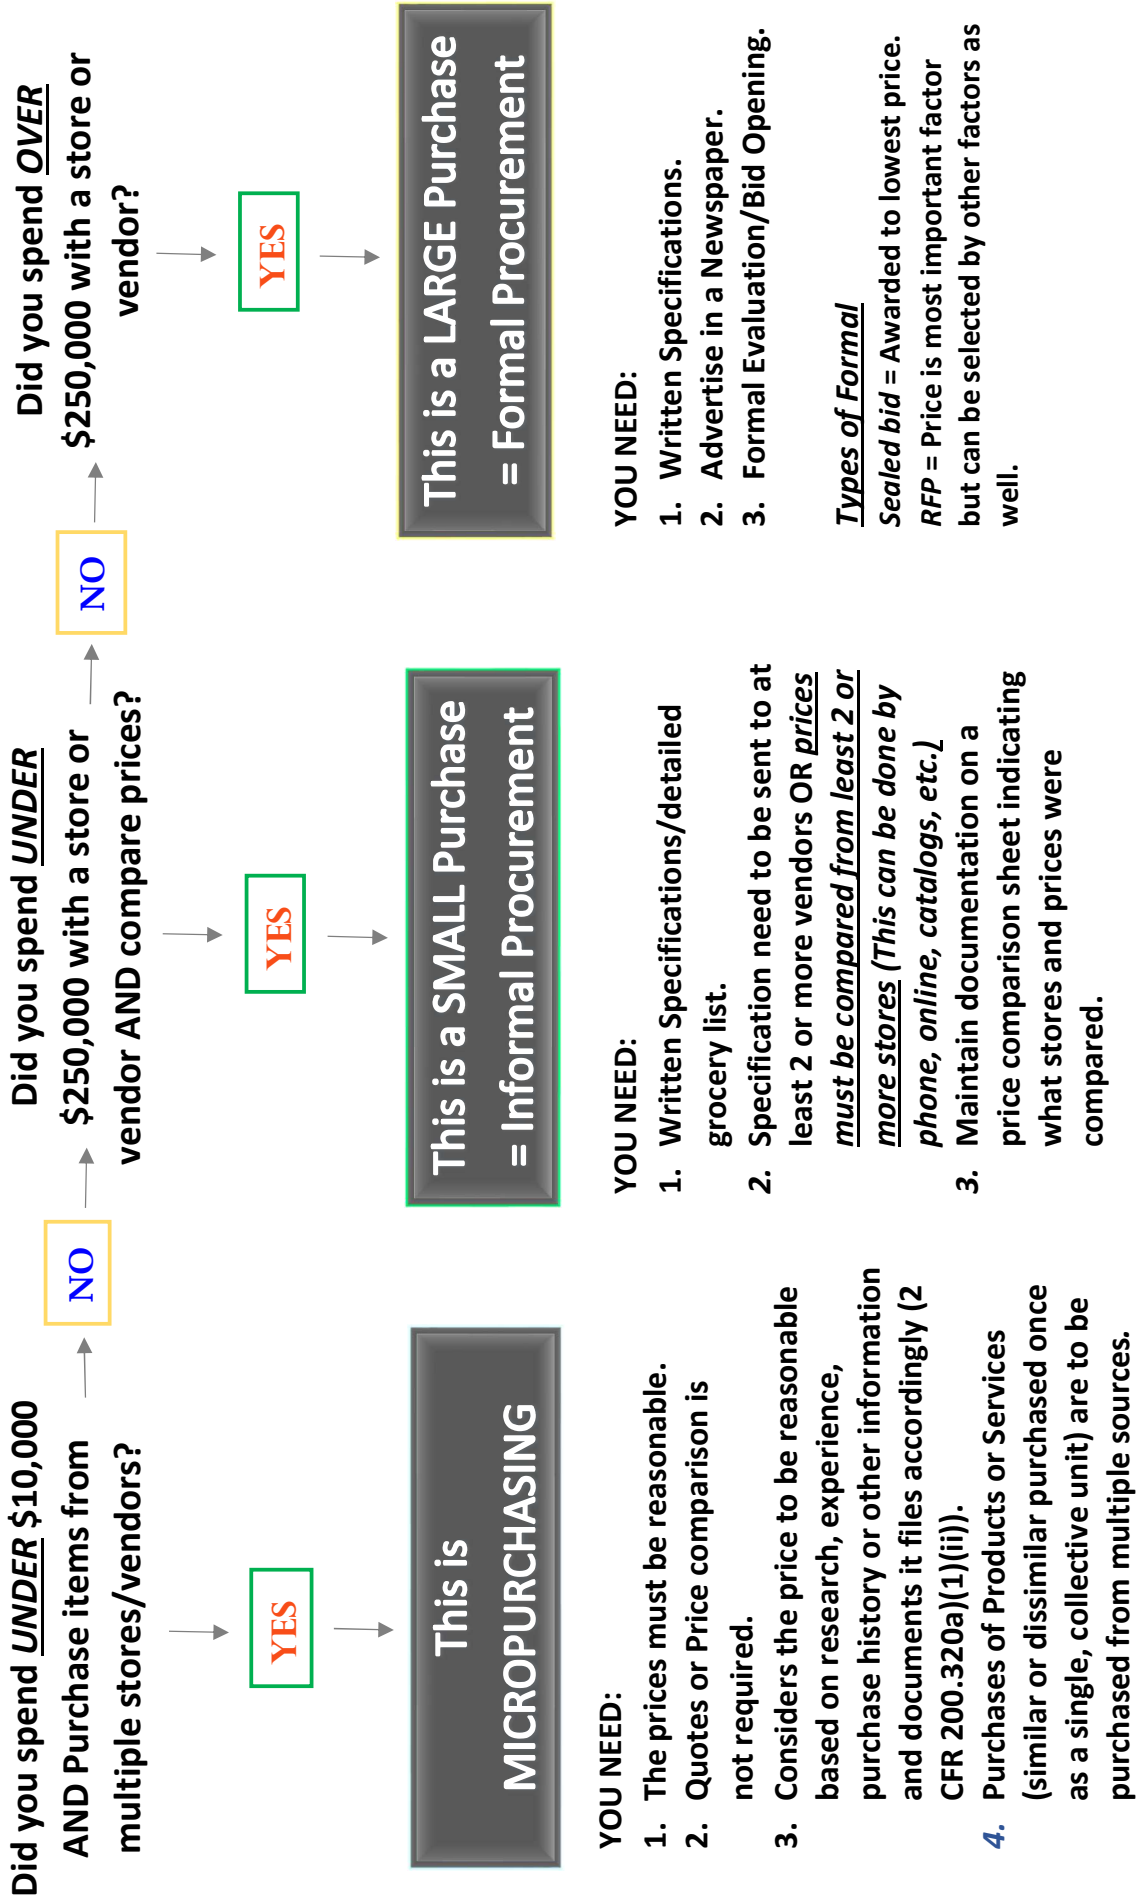 Did you spend UNDER $10,000
AND Purchase items from
multiple stores/vendors?
YES
This is
MICROPURCHASING
YOU NEED:
1. The prices must be reasonable.
2. Quotes or Price comparison is
not required.
3. Considers the price to be reasonable
based on research, experience,
purchase history or other information
and documents it files accordingly (2
CFR 200.320a)(1)(ii)).
4. Purchases of Products or Services
(similar or dissimilar purchased once
as a single, collective unit) are to be
purchased from multiple sources.
NO
Did you spend UNDER
$250,000 with a store or
vendor AND compare prices?
YES
This is a SMALL Purchase
= Informal Procurement
YOU NEED:
1. Written Specifications/detailed
grocery list.
2. Specification need to be sent to at
least 2 or more vendors OR prices
must be compared from least 2 or
more stores (This can be done by
phone, online, catalogs, etc.)
3. Maintain documentation on a
price comparison sheet indicating
what stores and prices were
compared.
NO
Did you spend OVER
$250,000 with a store or
vendor?
YES
This is a LARGE Purchase
= Formal Procurement
YOU NEED:
1. Written Specifications.
2. Advertise in a Newspaper.
3. Formal Evaluation/Bid Opening.
Types of Formal
Sealed bid = Awarded to lowest price.
RFP = Price is most important factor
but can be selected by other factors as
well.